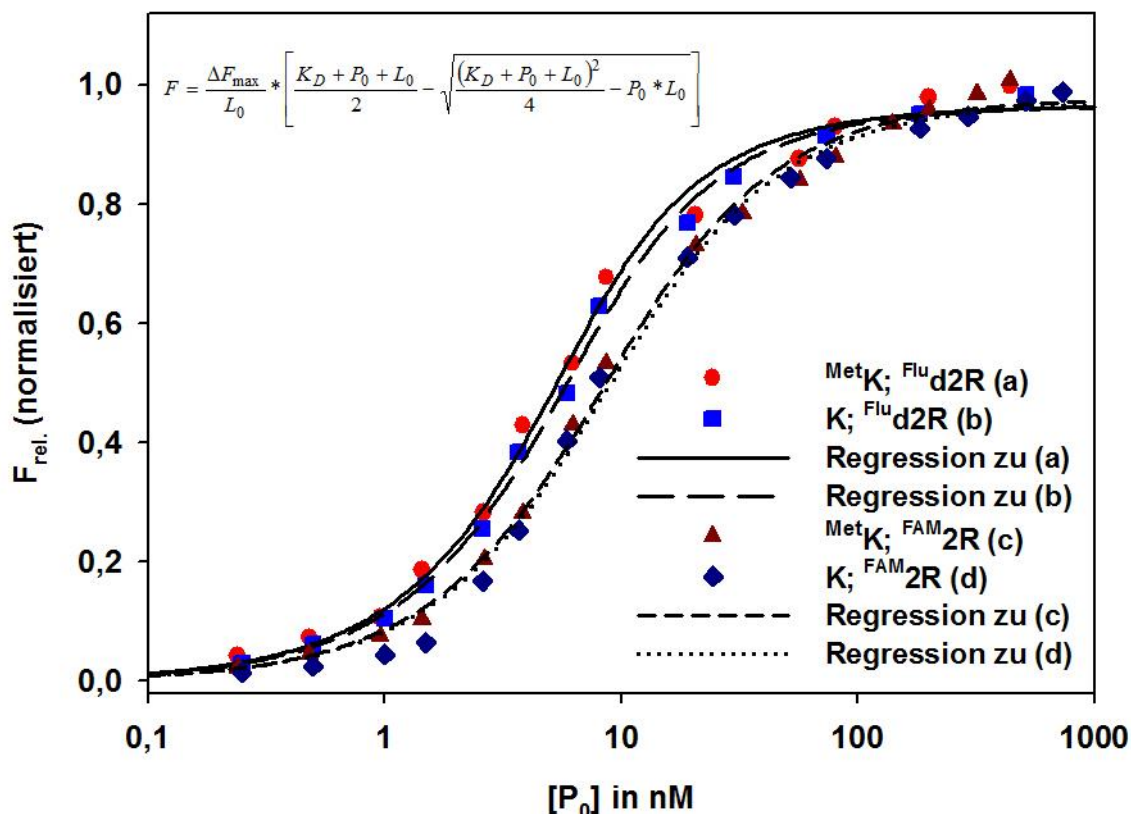 F = ΔF_max / L_0 * [ (K_D + P_0 + L_0) / 2 − √( (K_D + P_0 + L_0)² / 4 − P_0 * L_0 ) ]
1,0
0,8
0,6
0,4
0,2
0,0
F_rel. (normalisiert)
^Met K; ^Flu d2R (a)
K; ^Flu d2R (b)
Regression zu (a)
Regression zu (b)
^Met K; ^FAM 2R (c)
K; ^FAM 2R (d)
Regression zu (c)
Regression zu (d)
0,1 1 10 100 1000
[P_0] in nM